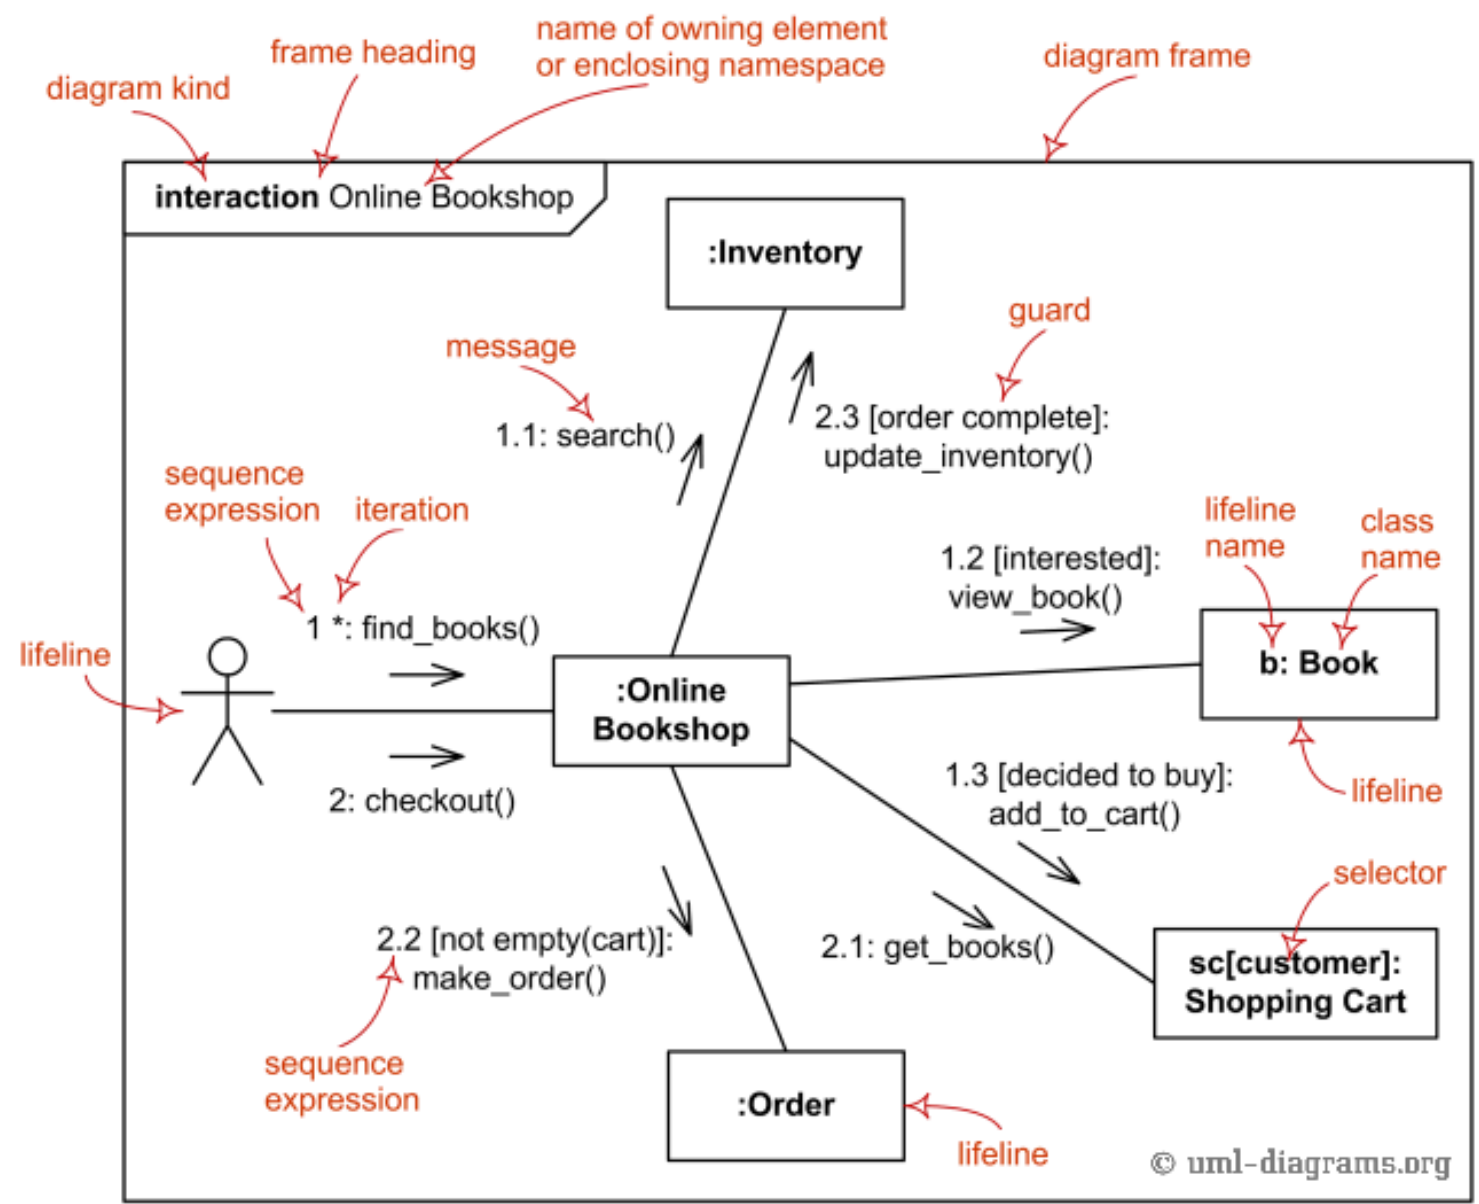 name of owning element
or enclosing namespace
frame heading
diagram frame
diagram kind
interaction Online Bookshop
:Inventory
guard
message
2.3 [order complete]:
update_inventory()
1.1: search()
sequence
expression
iteration
lifeline
name
class
name
1.2 [interested]:
view_book()
1 *: find_books()
lifeline
b: Book
:Online
Bookshop
1.3 [decided to buy]:
add_to_cart()
lifeline
2: checkout()
selector
2.2 [not empty(cart)]:
make_order()
2.1: get_books()
sc[customer]:
Shopping Cart
sequence
expression
:Order
lifeline
© uml-diagrams.org